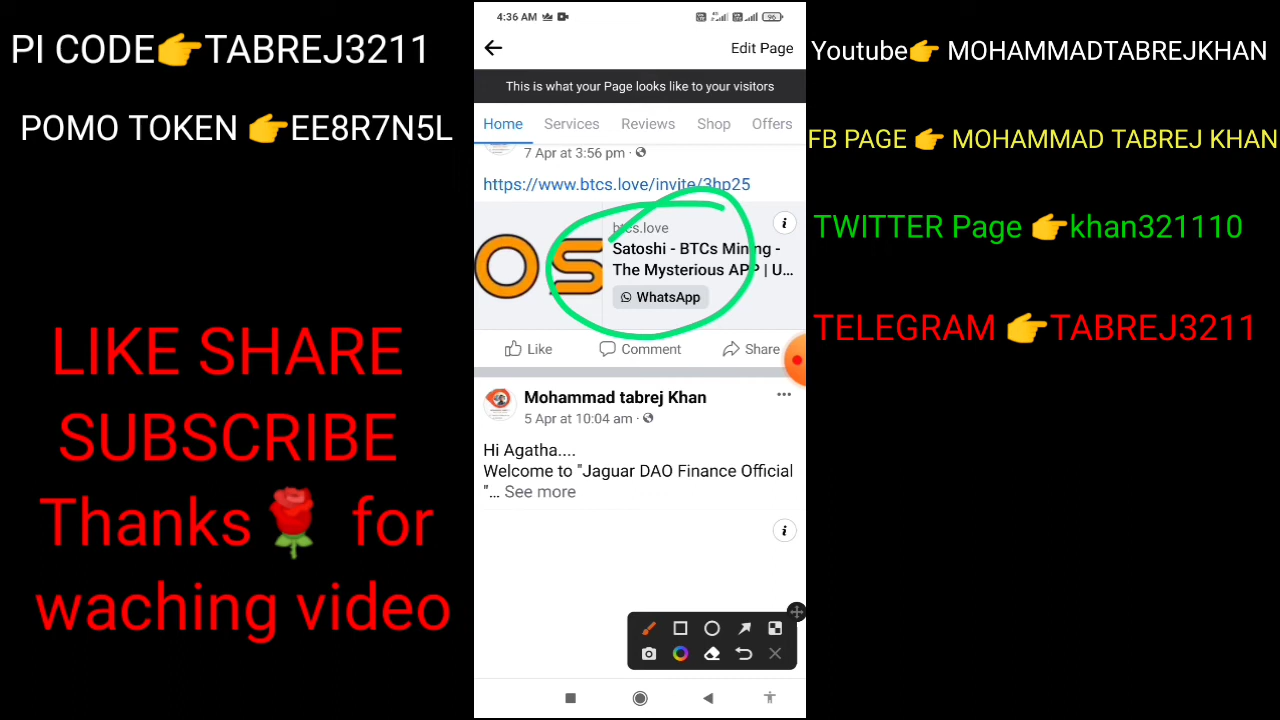 PI CODE👉TABREJ3211
POMO TOKEN 👉EE8R7N5L
LIKE SHARE
SUBSCRIBE
Thanks🌹 for
waching video
4:36 AM
96
Edit Page
This is what your Page looks like to your visitors
Home Services Reviews Shop Offers
7 Apr at 3:56 pm
https://www.btcs.love/invite/3hp25
OS
btcs.love
Satoshi - BTCs Mining -
The Mysterious APP | U...
WhatsApp
Like Comment Share
Mohammad tabrej Khan
5 Apr at 10:04 am
Hi Agatha....
Welcome to "Jaguar DAO Finance Official
"... See more
Youtube👉 MOHAMMADTABREJKHAN
FB PAGE 👉 MOHAMMAD TABREJ KHAN
TWITTER Page 👉khan321110
TELEGRAM 👉TABREJ3211